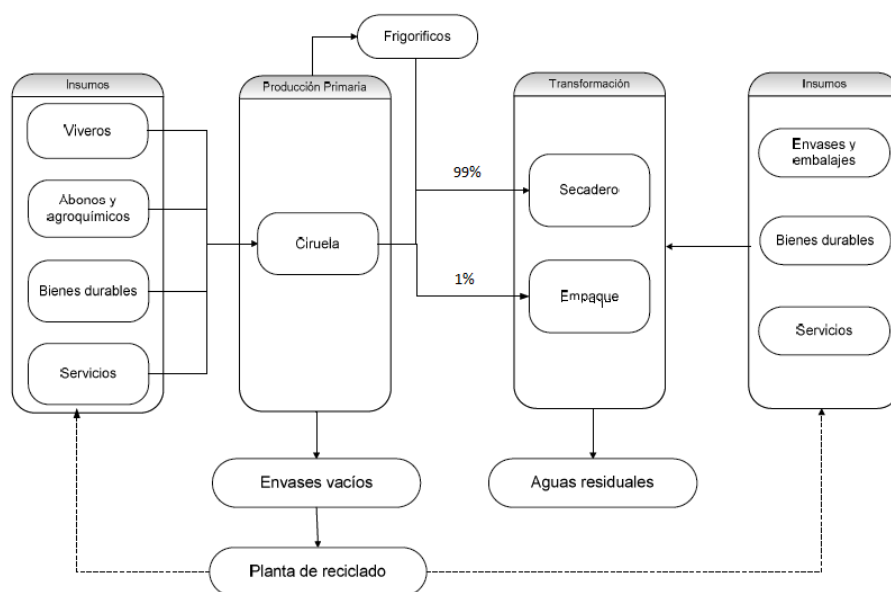 Frigorificos
Insumos
Viveros
Abonos y
agroquímicos
Bienes durables
Servicios
Producción Primaria
Ciruela
99%
1%
Transformación
Secadero
Empaque
Insumos
Envases y
embalajes
Bienes durables
Servicios
Envases vacíos
Aguas residuales
Planta de reciclado